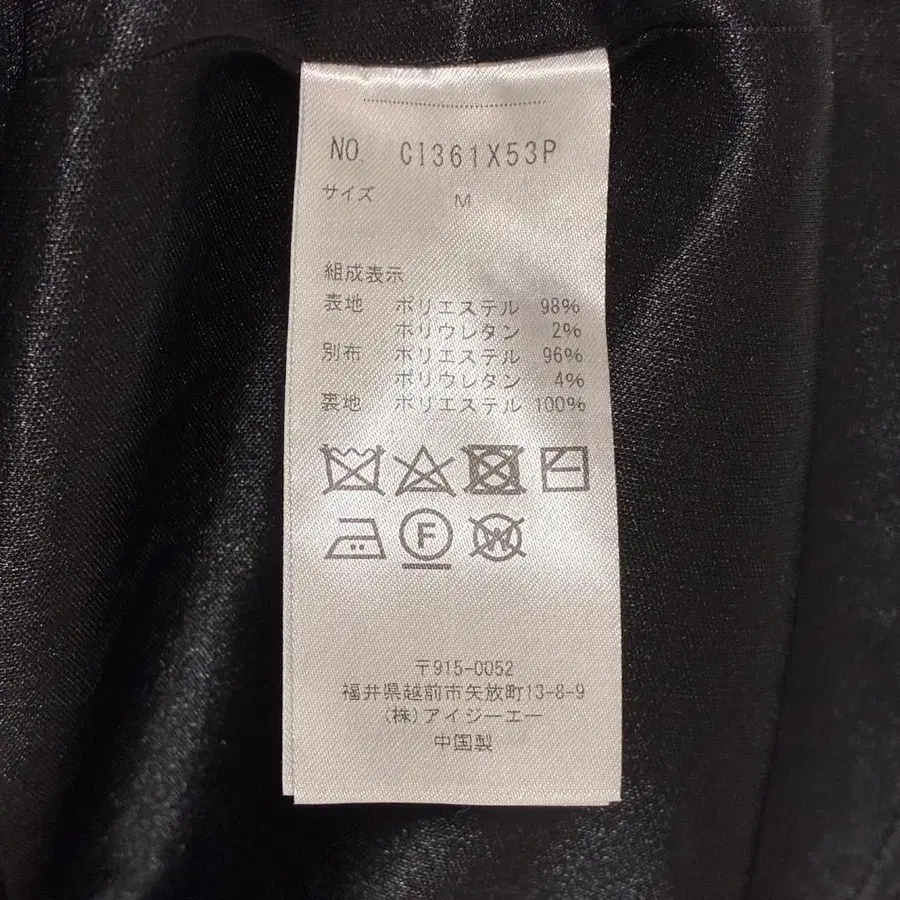 NO. CI361X53P
サイズ M
組成表示
表地 ポリエステル 98%
ポリウレタン 2%
別布 ポリエステル 96%
ポリウレタン 4%
裏地 ポリエステル 100%
F W
〒915-0052
福井県越前市矢放町13-8-9
(株)アイジーエー
中国製